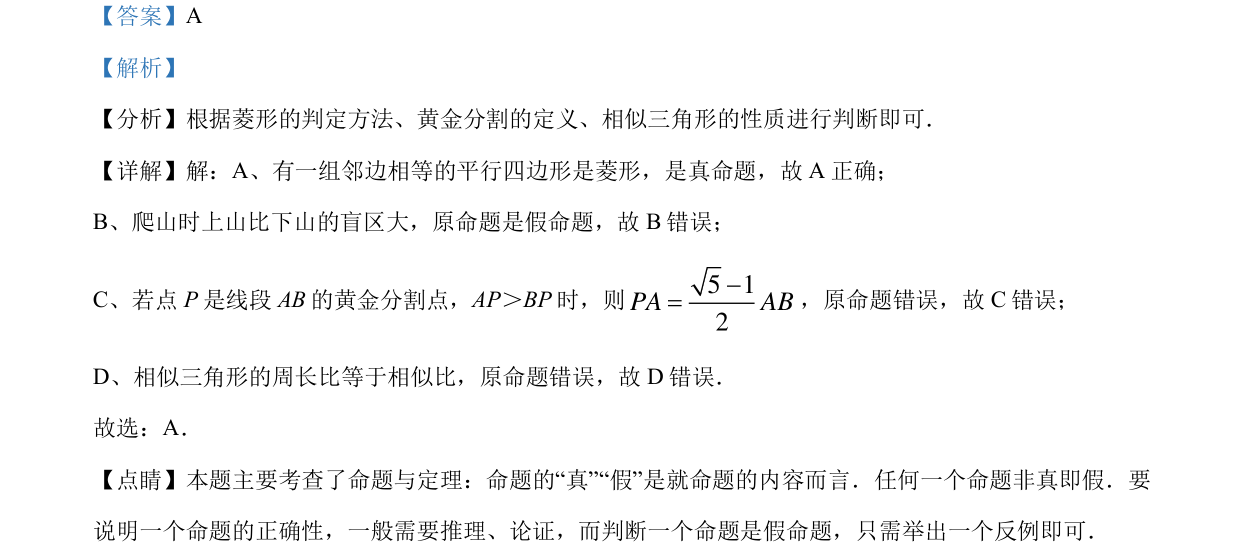 【答案】A
【解析】
【分析】根据菱形的判定方法、黄金分割的定义、相似三角形的性质进行判断即可．
【详解】解：A、有一组邻边相等的平行四边形是菱形，是真命题，故 A 正确；
B、爬山时上山比下山的盲区大，原命题是假命题，故 B 错误；
C、若点 P 是线段 AB 的黄金分割点，AP＞BP 时，则 PA = (√5 −1)/2 AB ，原命题错误，故 C 错误；
D、相似三角形的周长比等于相似比，原命题错误，故 D 错误．
故选：A．
【点睛】本题主要考查了命题与定理：命题的“真”“假”是就命题的内容而言．任何一个命题非真即假．要
说明一个命题的正确性，一般需要推理、论证，而判断一个命题是假命题，只需举出一个反例即可．